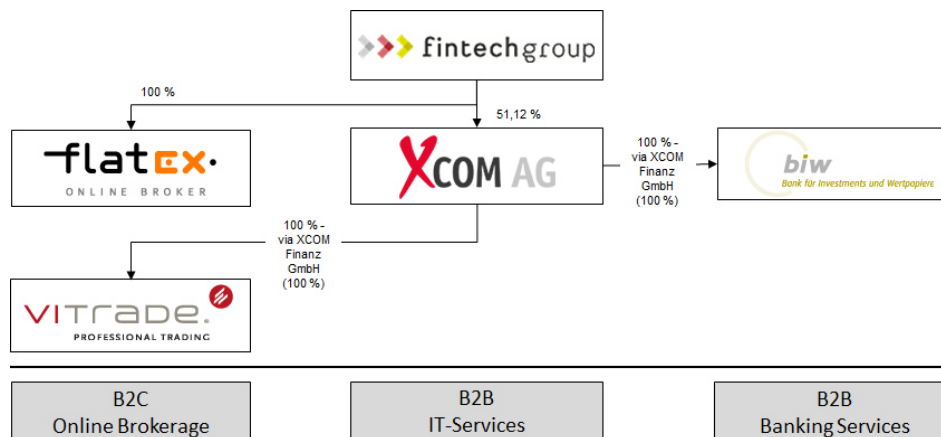 fintechgroup
100 %
51,12 %
flatex
ONLINE BROKER
XCOM AG
100 % -
via XCOM
Finanz
GmbH
(100 %)
biw
Bank für Investments und Wertpapiere
100 % -
via XCOM
Finanz
GmbH
(100 %)
VITRADE.
PROFESSIONAL TRADING
B2C
Online Brokerage
B2B
IT-Services
B2B
Banking Services